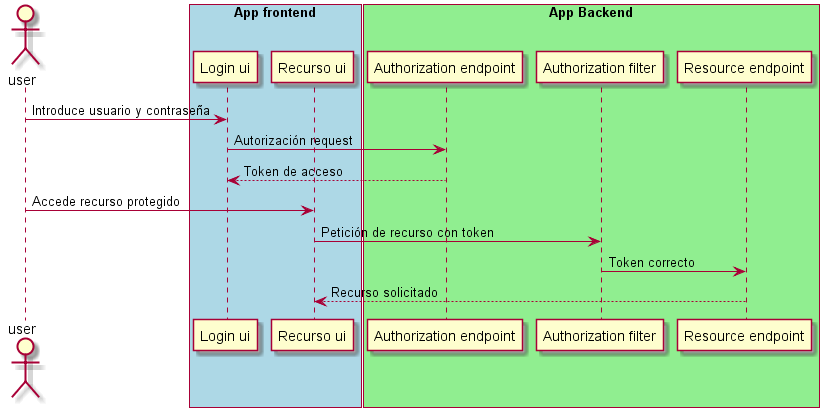 App frontend
App Backend
user
Login ui
Recurso ui
Authorization endpoint
Authorization filter
Resource endpoint
Introduce usuario y contraseña
Autorización request
Token de acceso
Accede recurso protegido
Petición de recurso con token
Token correcto
Recurso solicitado
user
Login ui
Recurso ui
Authorization endpoint
Authorization filter
Resource endpoint